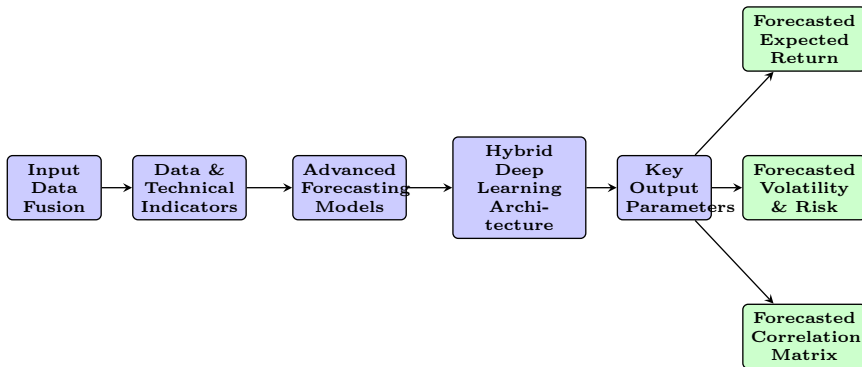 Input
Data
Fusion
Data &
Technical
Indicators
Advanced
Forecasting
Models
Hybrid
Deep
Learning
Archi-
tecture
Key
Output
Parameters
Forecasted
Expected
Return
Forecasted
Volatility
& Risk
Forecasted
Correlation
Matrix